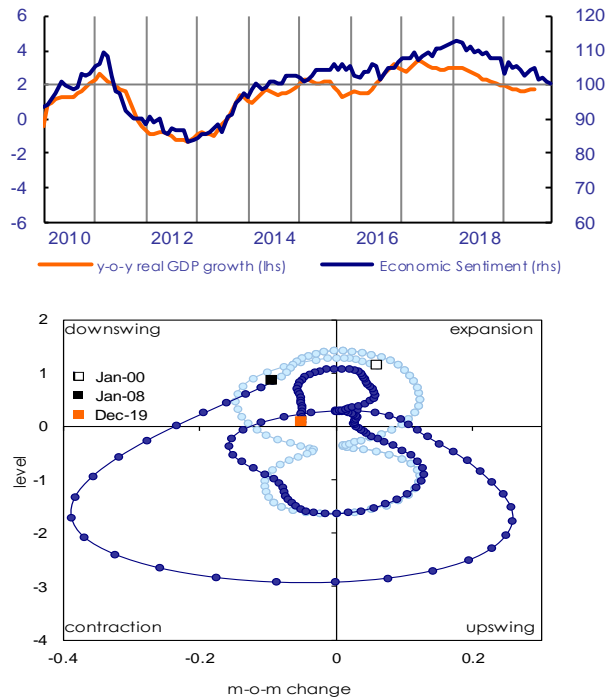 6 120
4 110
2 100
0 90
-2 80
-4 70
-6 60
2010 2012 2014 2016 2018
y-o-y real GDP growth (lhs) Economic Sentiment (rhs)
2
downswing expansion
1
Jan-00
Jan-08
Dec-19
0
level
-1
-2
-3
contraction upswing
-4
-0.4 -0.2 0 0.2
m-o-m change